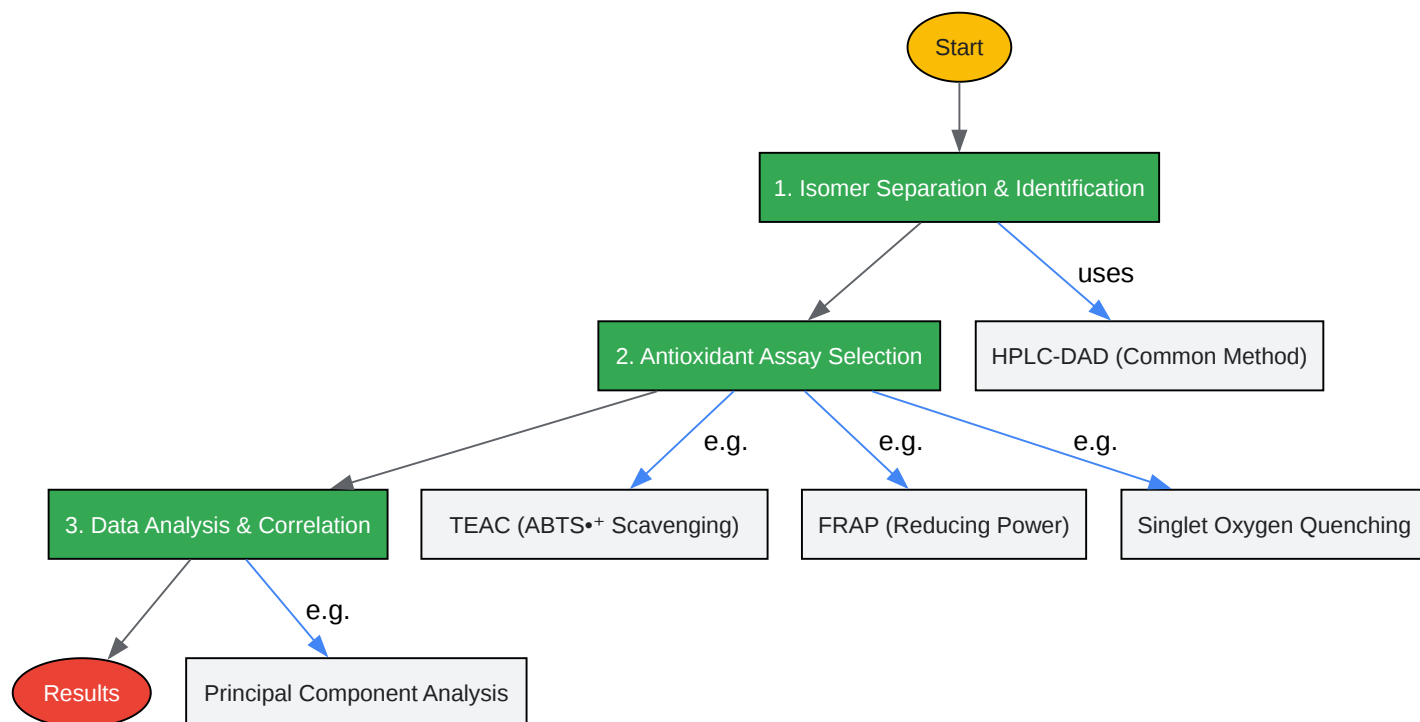 Start
1. Isomer Separation & Identification
uses
2. Antioxidant Assay Selection
HPLC-DAD (Common Method)
e.g.
e.g.
e.g.
3. Data Analysis & Correlation
TEAC (ABTS•⁺ Scavenging)
FRAP (Reducing Power)
Singlet Oxygen Quenching
e.g.
Results
Principal Component Analysis